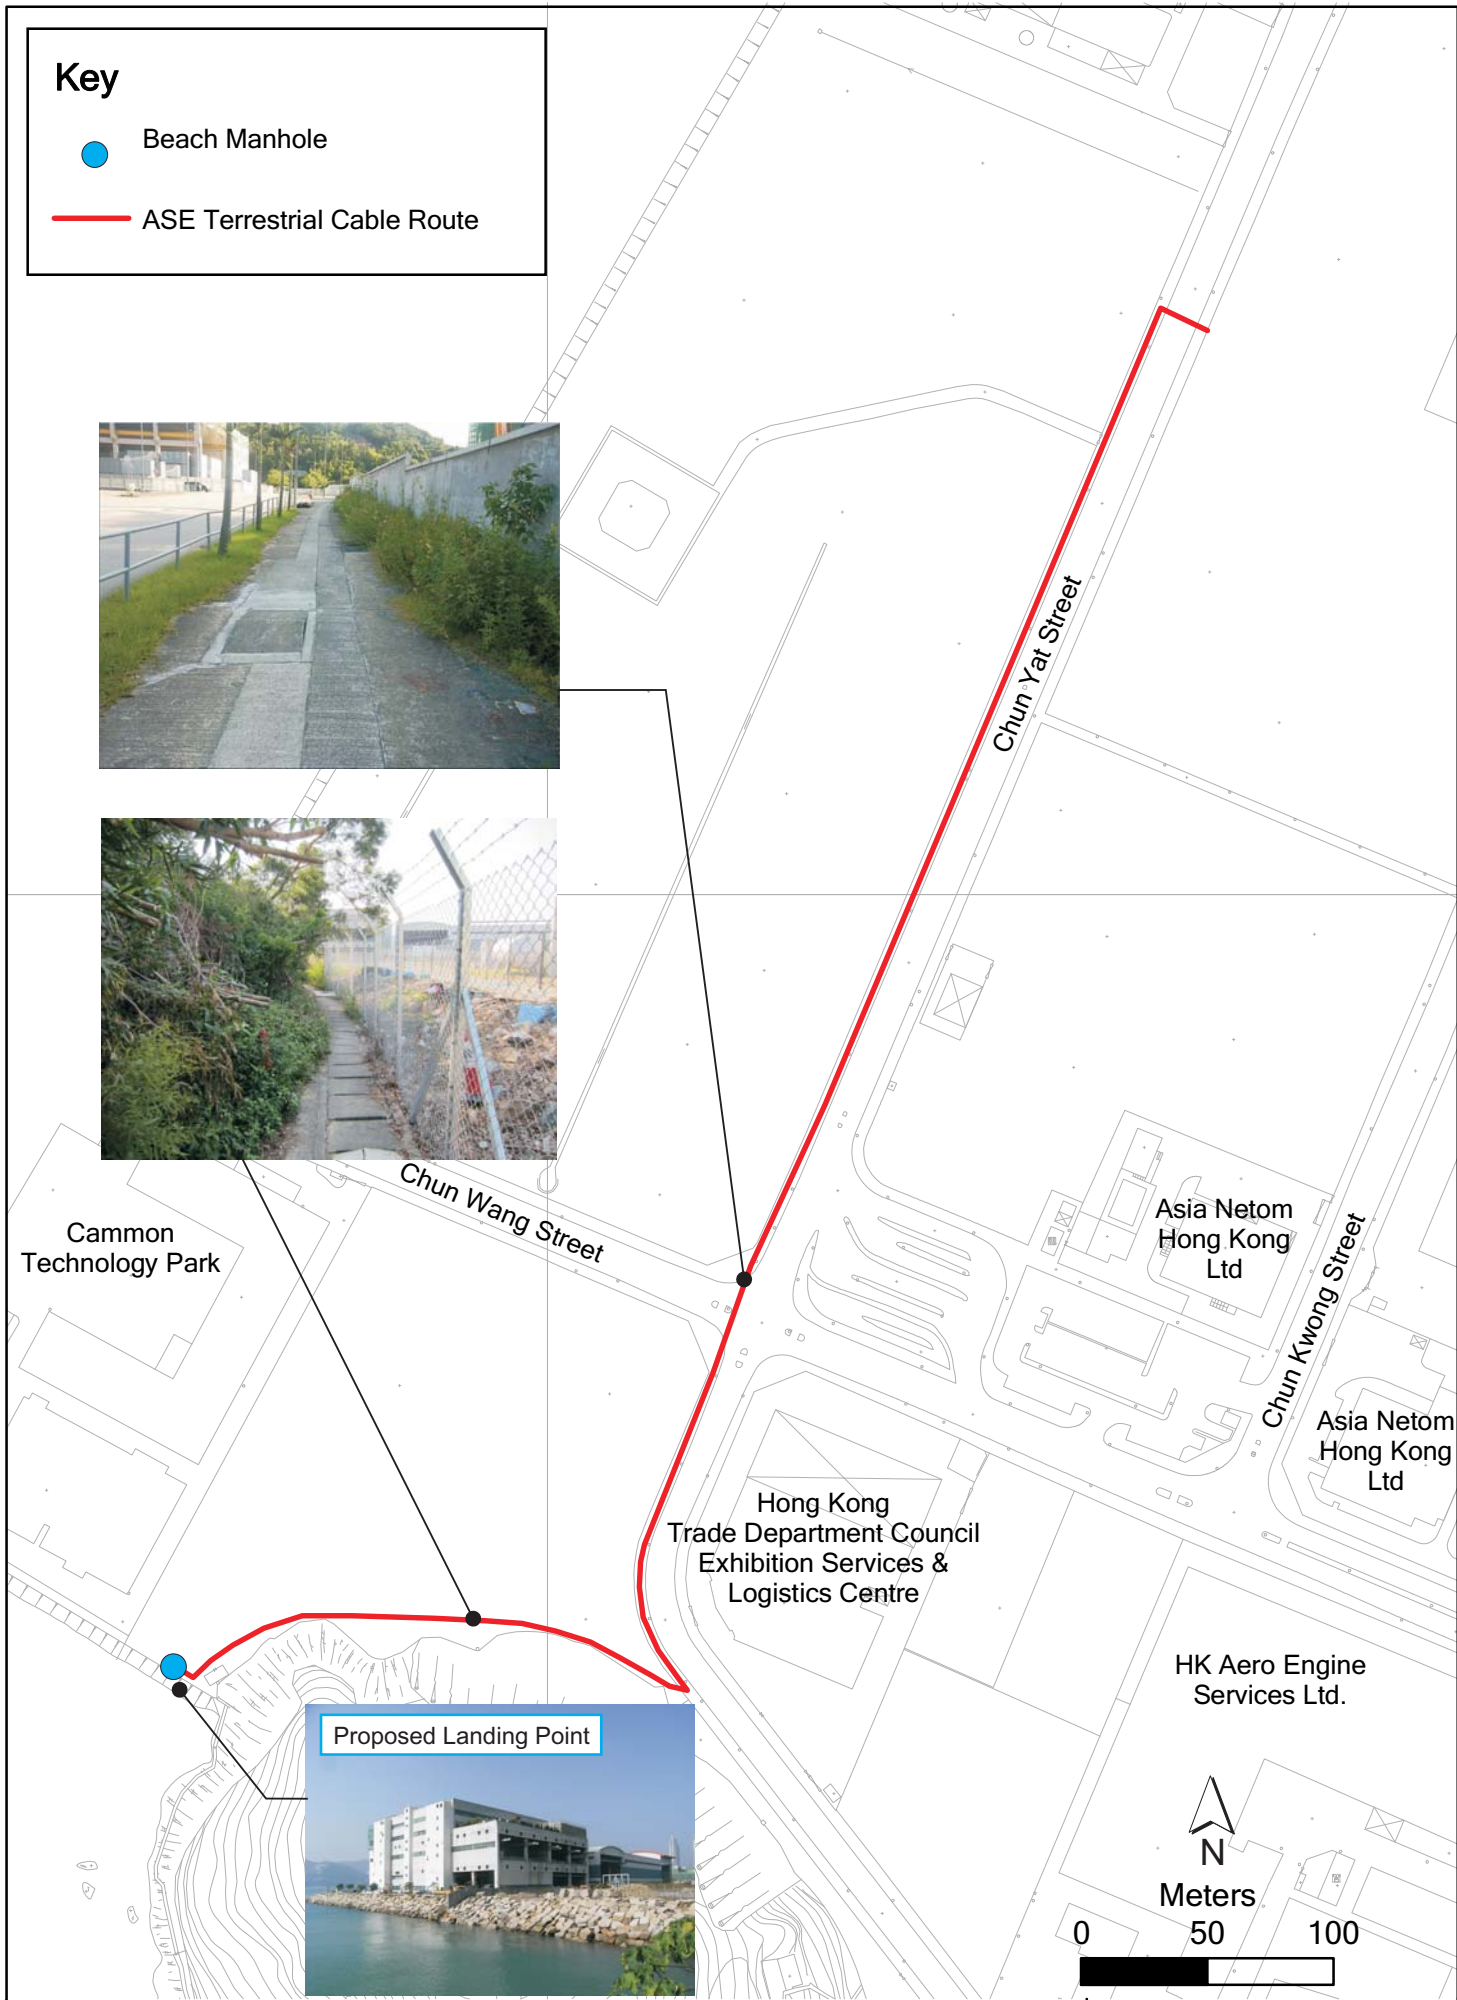 Key
Beach Manhole
ASE Terrestrial Cable Route
Chun Yat Street
Chun Wang Street
Cammon
Technology Park
Asia Netom
Hong Kong
Ltd
Chun Kwong Street
Asia Netom
Hong Kong
Ltd
Hong Kong
Trade Department Council
Exhibition Services &
Logistics Centre
HK Aero Engine
Services Ltd.
Proposed Landing Point
N
Meters
0 50 100